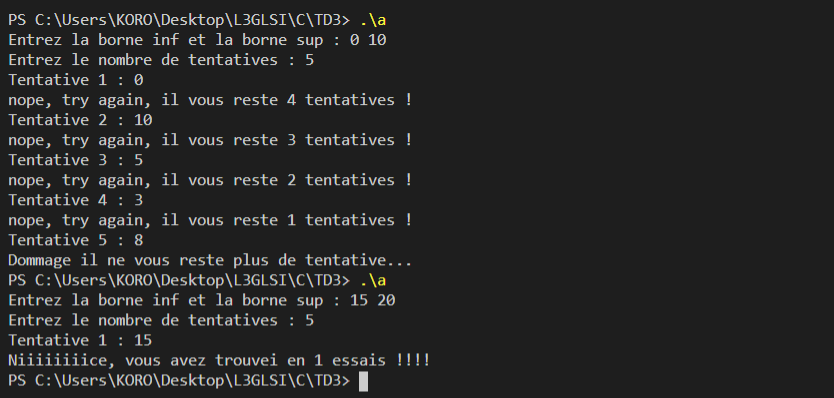 PS C:\Users\KORO\Desktop\L3GLSI\C\TD3> .\a
Entrez la borne inf et la borne sup : 0 10
Entrez le nombre de tentatives : 5
Tentative 1 : 0
nope, try again, il vous reste 4 tentatives !
Tentative 2 : 10
nope, try again, il vous reste 3 tentatives !
Tentative 3 : 5
nope, try again, il vous reste 2 tentatives !
Tentative 4 : 3
nope, try again, il vous reste 1 tentatives !
Tentative 5 : 8
Dommage il ne vous reste plus de tentative...
PS C:\Users\KORO\Desktop\L3GLSI\C\TD3> .\a
Entrez la borne inf et la borne sup : 15 20
Entrez le nombre de tentatives : 5
Tentative 1 : 15
Niiiiiiiice, vous avez trouvei en 1 essais !!!!
PS C:\Users\KORO\Desktop\L3GLSI\C\TD3>